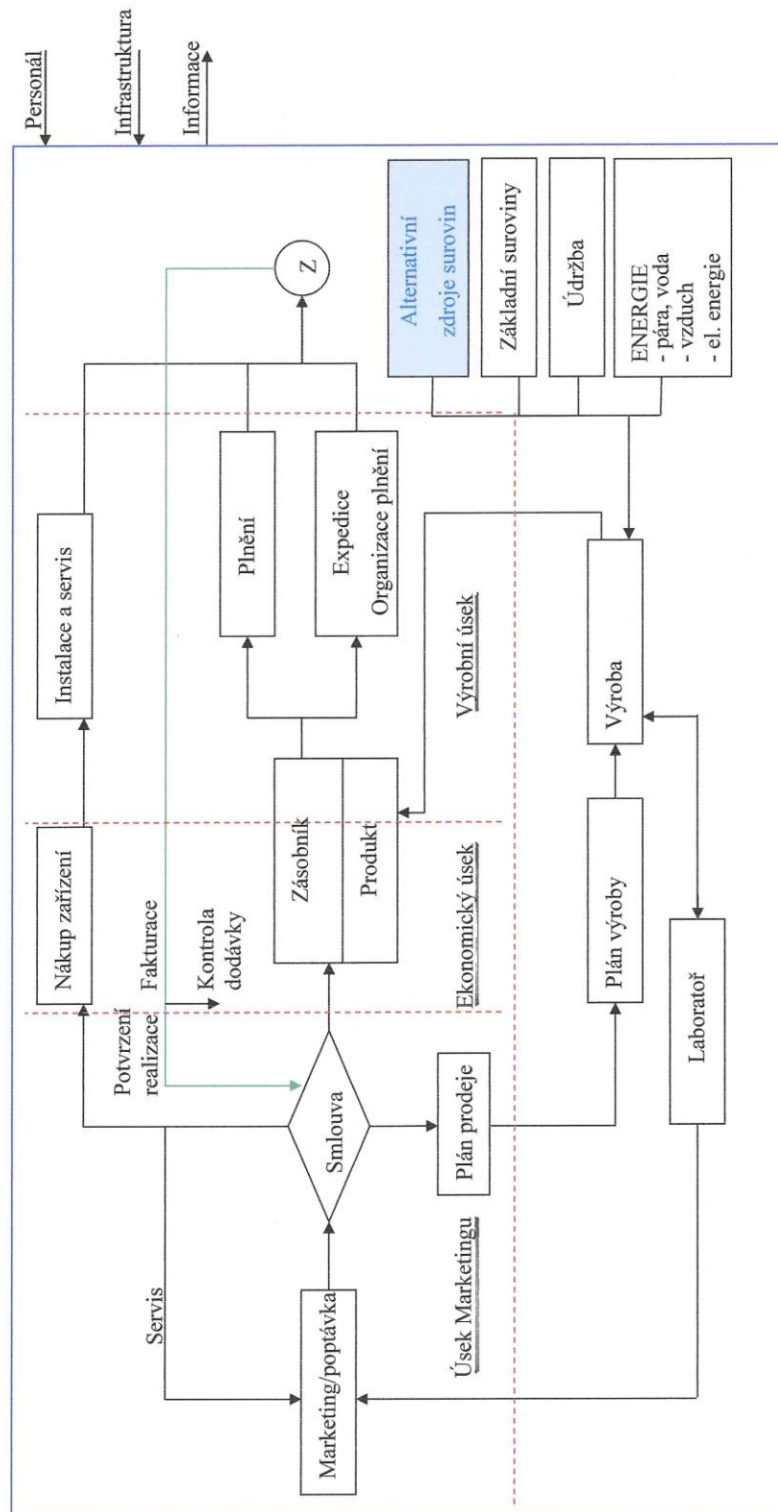 Personál
Infrastruktura
Informace
Nákup zařízení
Instalace a servis
Servis
Potvrzení
realizace
Fakturace
Kontrola
dodávky
Marketing/poptávka
Smlouva
Zásobník
Produkt
Plnění
Expedice
Organizace plnění
Z
Plán prodeje
Úsek Marketingu
Ekonomický úsek
Výrobní úsek
Alternativní
zdroje surovin
Základní suroviny
Údržba
ENERGIE
- pára, voda
- vzduch
- el. energie
Plán výroby
Výroba
Laboratoř